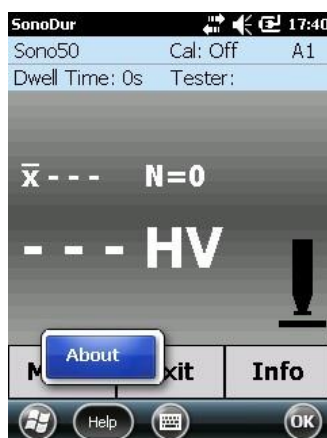 SonoDur 17:40
Sono50 Cal: Off A1
Dwell Time: 0s Tester:
x̅--- N=0
--- HV
About
M xit Info
Help OK